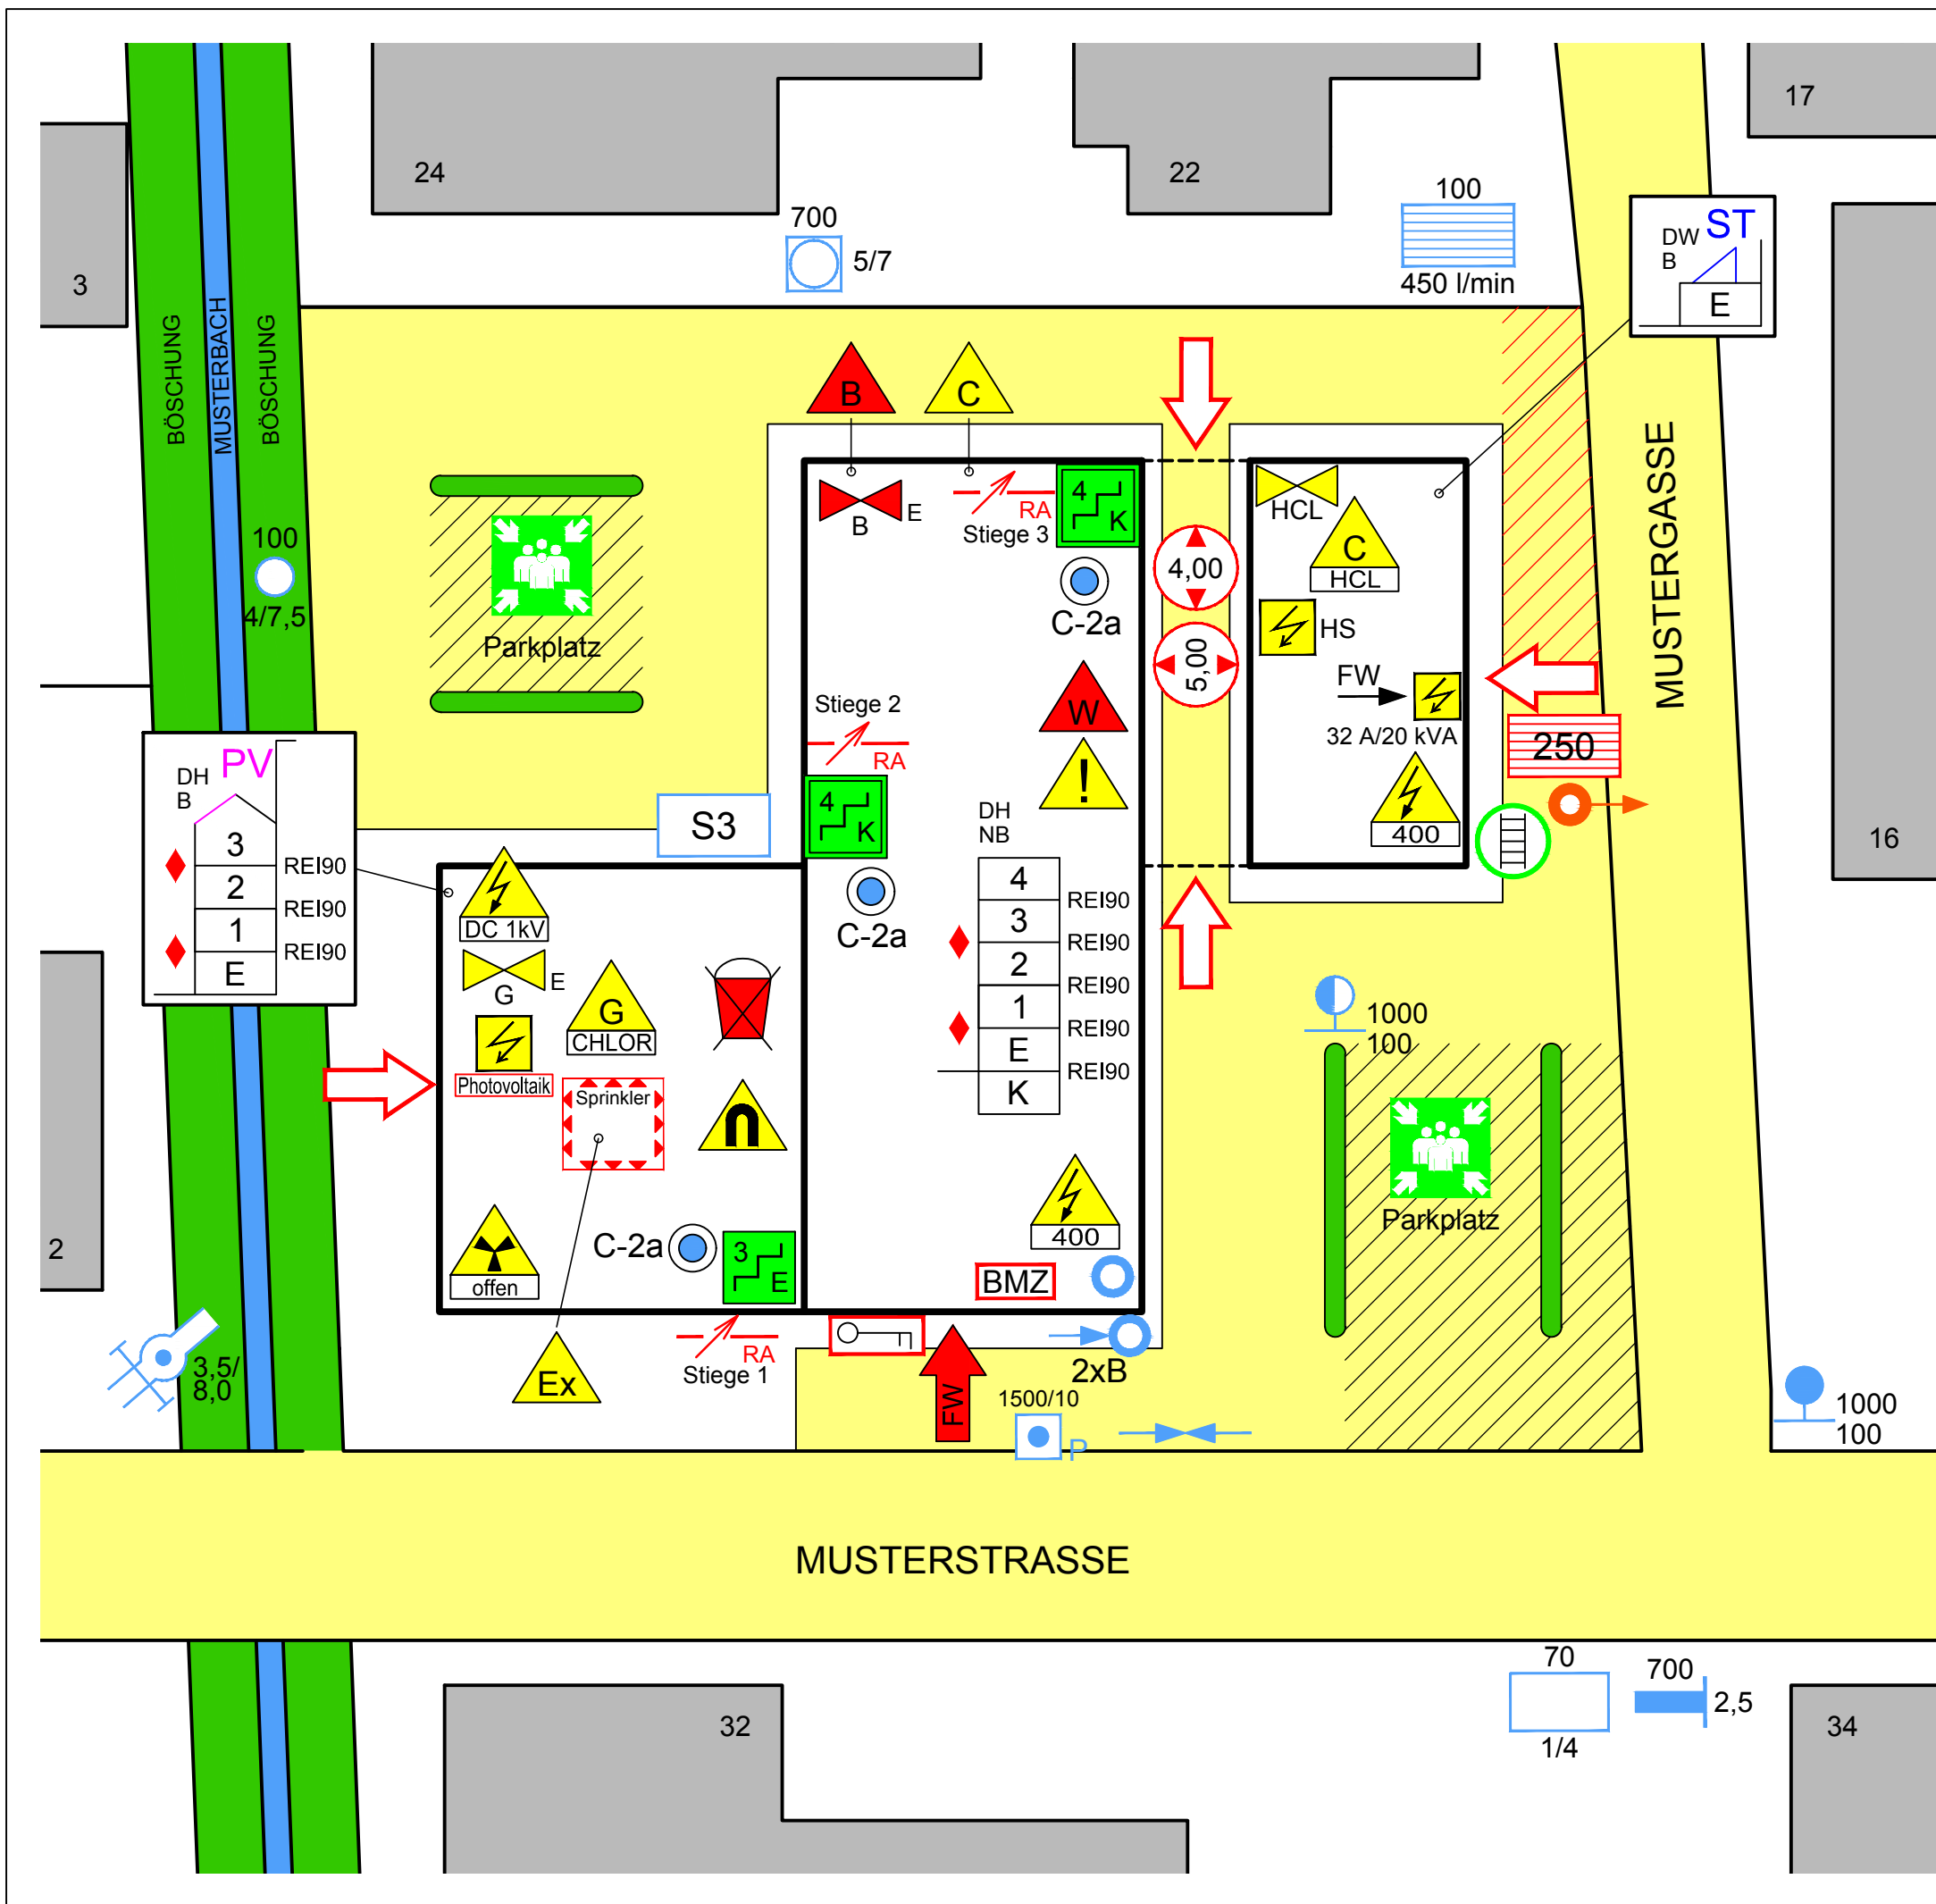 24
22
17
3
700
5/7
100
450 l/min
DW
ST
B
E
BÖSCHUNG
MUSTERBACH
BÖSCHUNG
B
C
MUSTERGASSE
100
4/7,5
Parkplatz
B
E
RA
Stiege 3
4
K
C-2a
4,00
5,00
HCL
C
HCL
HS
FW
32 A/20 kVA
400
250
16
Stiege 2
RA
4
K
C-2a
W
!
S3
DH
PV
B
3
REI90
2
REI90
1
REI90
E
DH
NB
4
REI90
3
REI90
2
REI90
1
REI90
E
REI90
K
DC 1kV
G
E
G
CHLOR
Photovoltaik
Sprinkler
offen
C-2a
3
E
400
BMZ
1000
100
Parkplatz
2
3,5/
8,0
Ex
RA
Stiege 1
FW
2xB
1500/10
P
1000
100
MUSTERSTRASSE
32
70
1/4
700
2,5
34